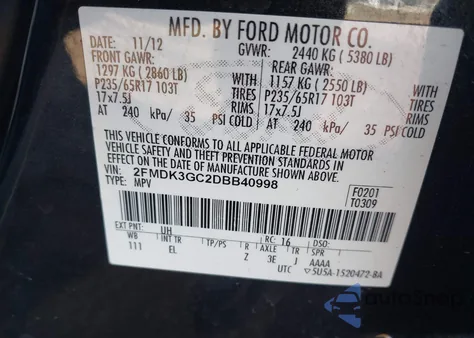 MFD. BY FORD MOTOR CO.
DATE: 11/12 GVWR: 2440 KG ( 5380 LB)
FRONT GAWR: REAR GAWR:
1297 KG ( 2860 LB) 1157 KG ( 2550 LB)
P235/65R17 103T WITH TIRES P235/65R17 103T WITH TIRES
17x7.5J RIMS 17x7.5J RIMS
AT 240 kPa/ 35 PSI COLD AT 240 kPa/ 35 PSI COLD
THIS VEHICLE CONFORMS TO ALL APPLICABLE FEDERAL MOTOR
VEHICLE SAFETY AND THEFT PREVENTION STANDARDS IN
EFFECT ON THE DATE OF MANUFACTURE SHOWN ABOVE.
VIN: 2FMDK3GC2DBB40998
TYPE: MPV
F0201
T0309
EXT PNT: UH RC: 16 DSO:
WB INT TR TP/PS R AXLE TR SPR
111 EL Z 3E J AAAA
UTC 5U5A-1520472-BA
AutoSnap